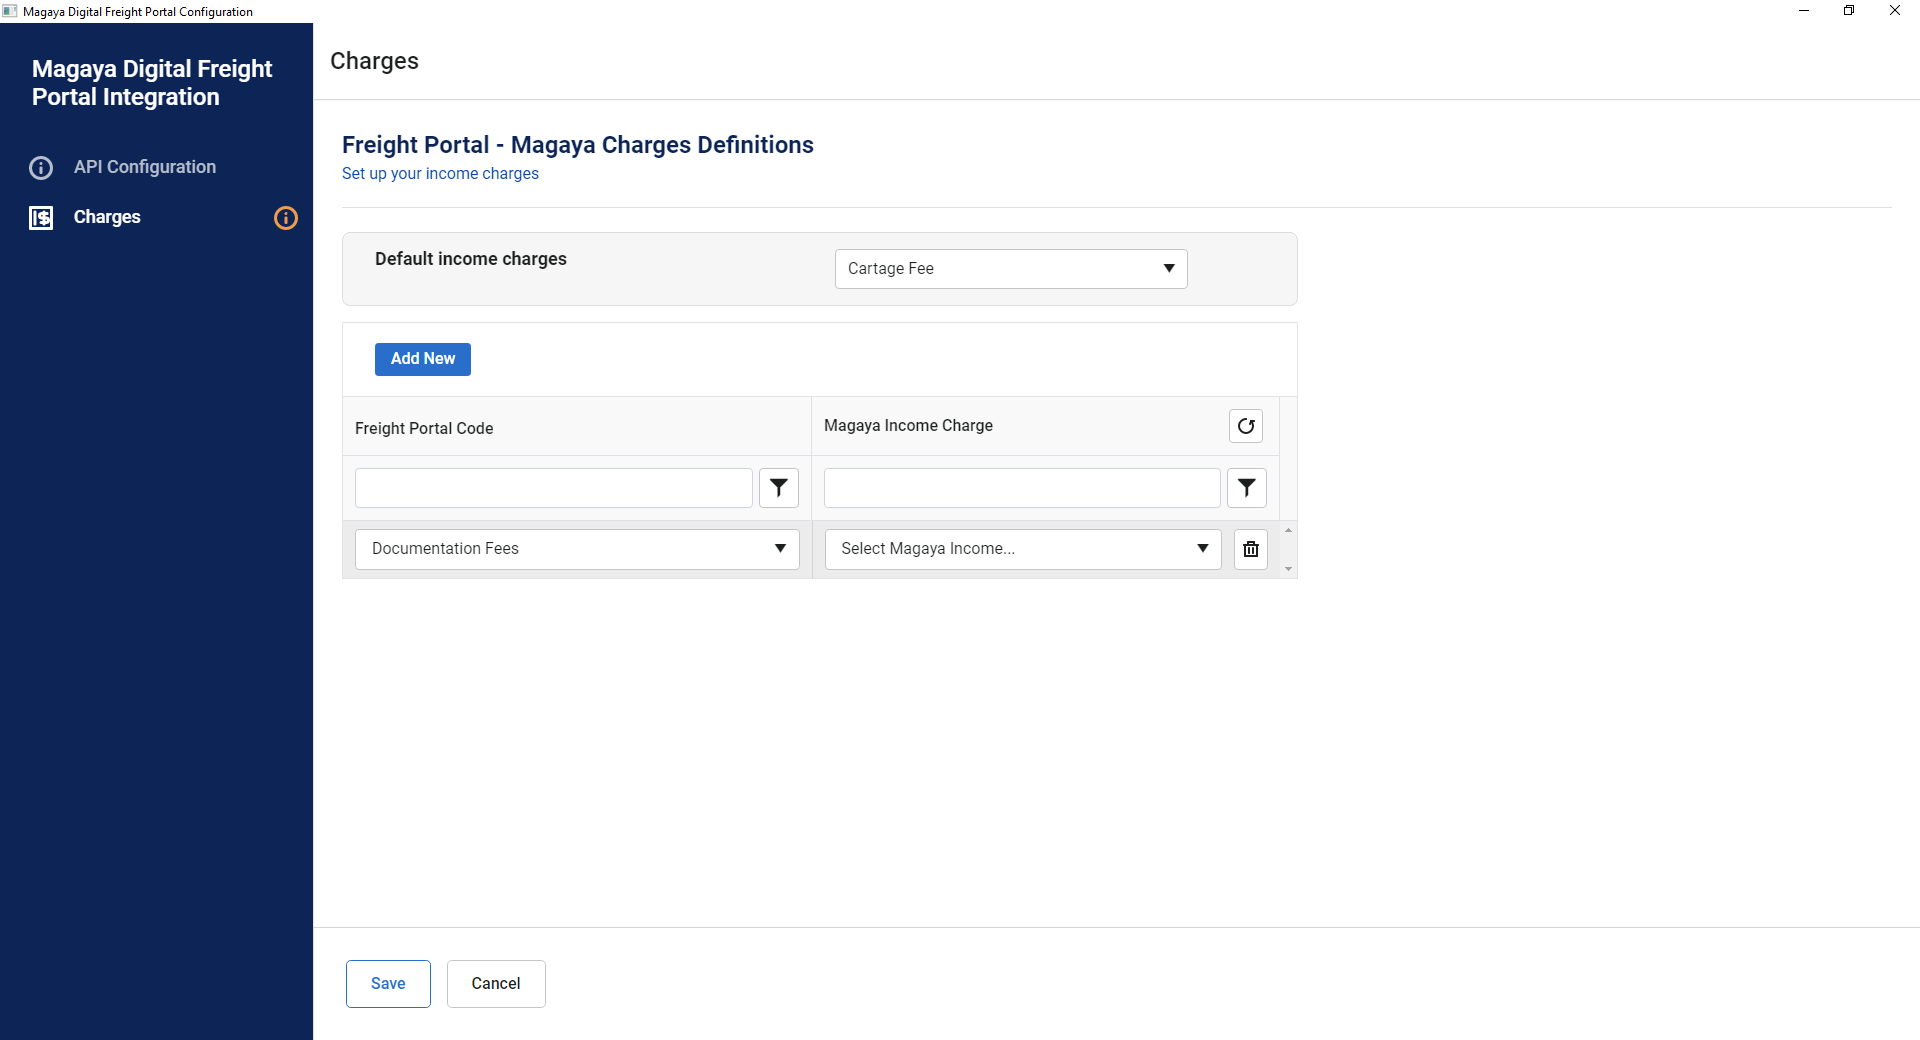 Magaya Digital Freight Portal Configuration
Magaya Digital Freight
Portal Integration
API Configuration
Charges
Charges
Freight Portal - Magaya Charges Definitions
Set up your income charges
Default income charges
Cartage Fee
Add New
Freight Portal Code
Magaya Income Charge
Documentation Fees
Select Magaya Income...
Save
Cancel